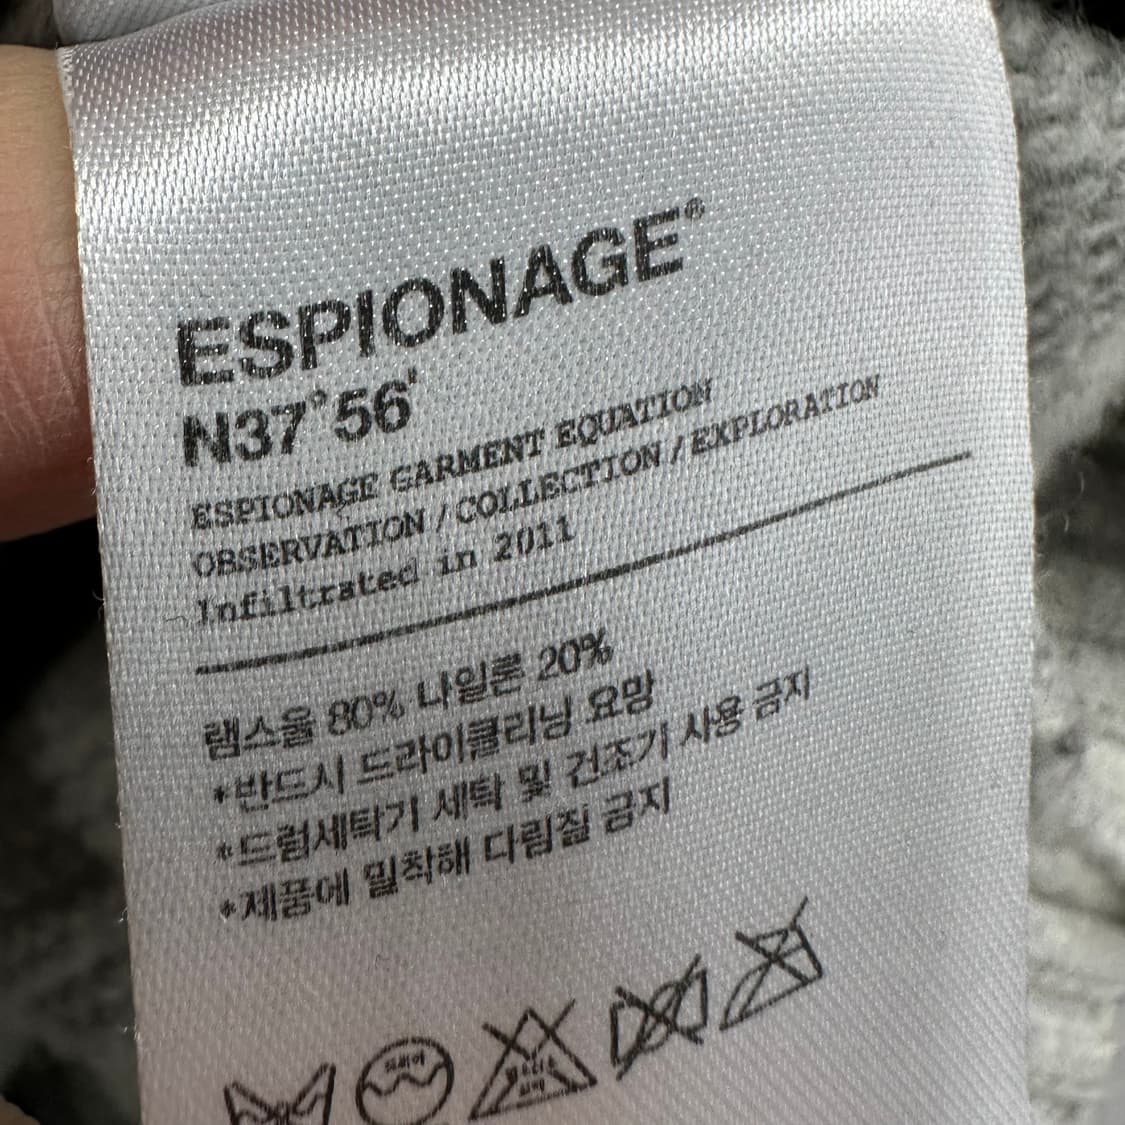 ESPIONAGE®
N37°56'
ESPIONAGE GARMENT EQUATION
OBSERVATION / COLLECTION / EXPLORATION
Infiltrated in 2011
램스울 80% 나일론 20%
*반드시 드라이클리닝 요망
*드럼세탁기 세탁 및 건조기 사용 금지
*제품에 밀착해 다림질 금지
드라이